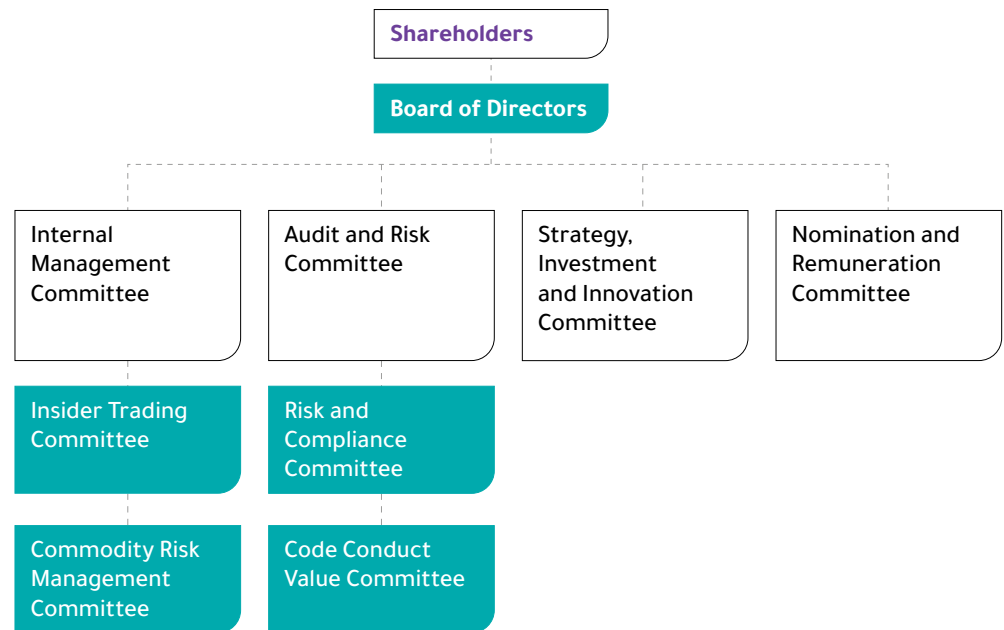 Shareholders
Board of Directors
Internal
Management
Committee
Audit and Risk
Committee
Strategy,
Investment
and Innovation
Committee
Nomination and
Remuneration
Committee
Insider Trading
Committee
Risk and
Compliance
Committee
Commodity Risk
Management
Committee
Code Conduct
Value Committee